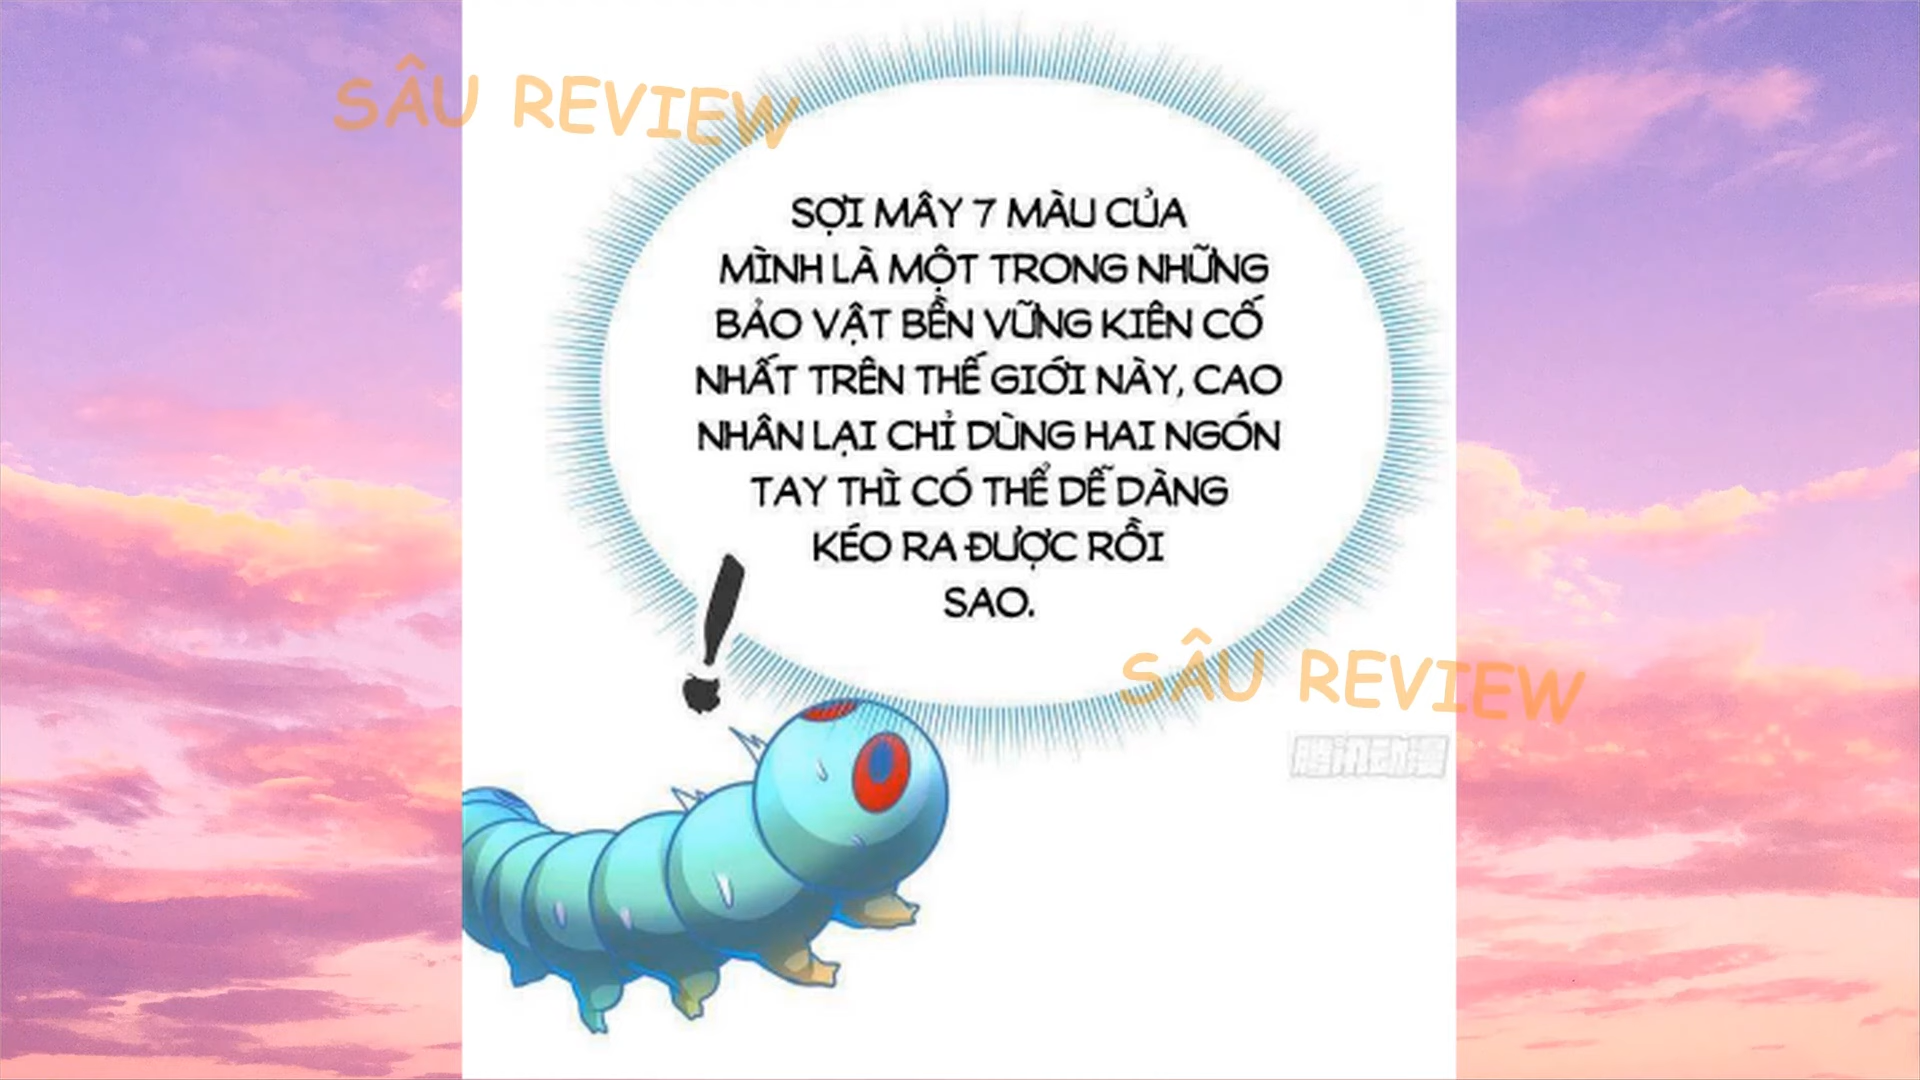 SÂU REVIEW
SỢI MÂY 7 MÀU CỦA
MÌNH LÀ MỘT TRONG NHỮNG
BẢO VẬT BỀN VỮNG KIÊN CỐ
NHẤT TRÊN THẾ GIỚI NÀY, CAO
NHÂN LẠI CHỈ DÙNG HAI NGÓN
TAY THÌ CÓ THỂ DỄ DÀNG
KÉO RA ĐƯỢC RỒI
SAO.
!
SÂU REVIEW